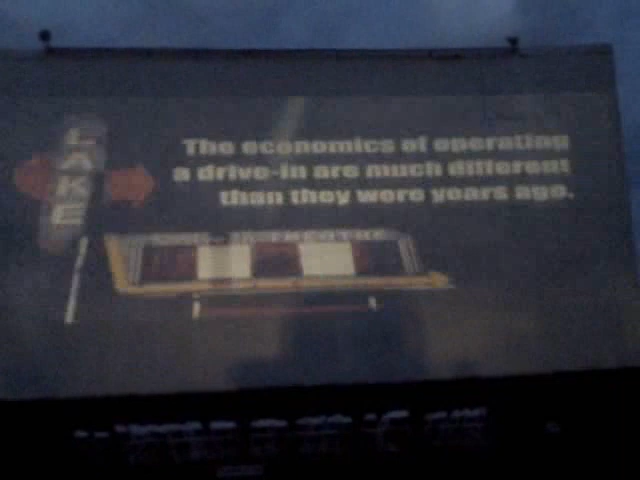 LAKE
The economics of operating
a drive-in are much different
than they were years ago.